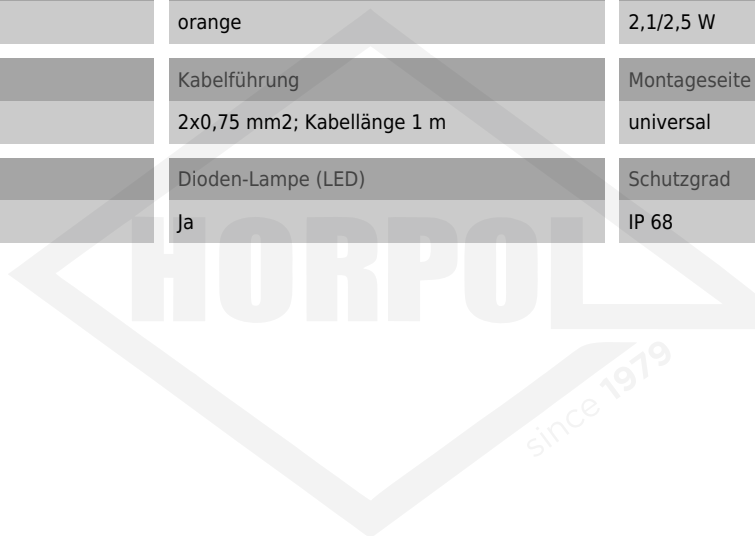 orange 2,1/2,5 W
Kabelführung Montageseite
2x0,75 mm2; Kabellänge 1 m universal
Dioden-Lampe (LED) Schutzgrad
Ja IP 68
HORPOL
since 1979